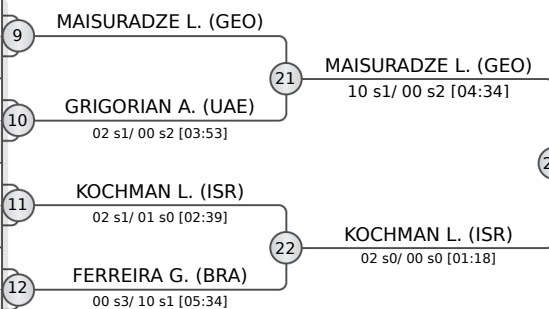 MAISURADZE L. (GEO)
9
21
MAISURADZE L. (GEO)
10 s1/ 00 s2 [04:34]
GRIGORIAN A. (UAE)
10
02 s1/ 00 s2 [03:53]
KOCHMAN L. (ISR)
11
02 s1/ 01 s0 [02:39]
22
KOCHMAN L. (ISR)
02 s0/ 00 s0 [01:18]
FERREIRA G. (BRA)
12
00 s3/ 10 s1 [05:34]